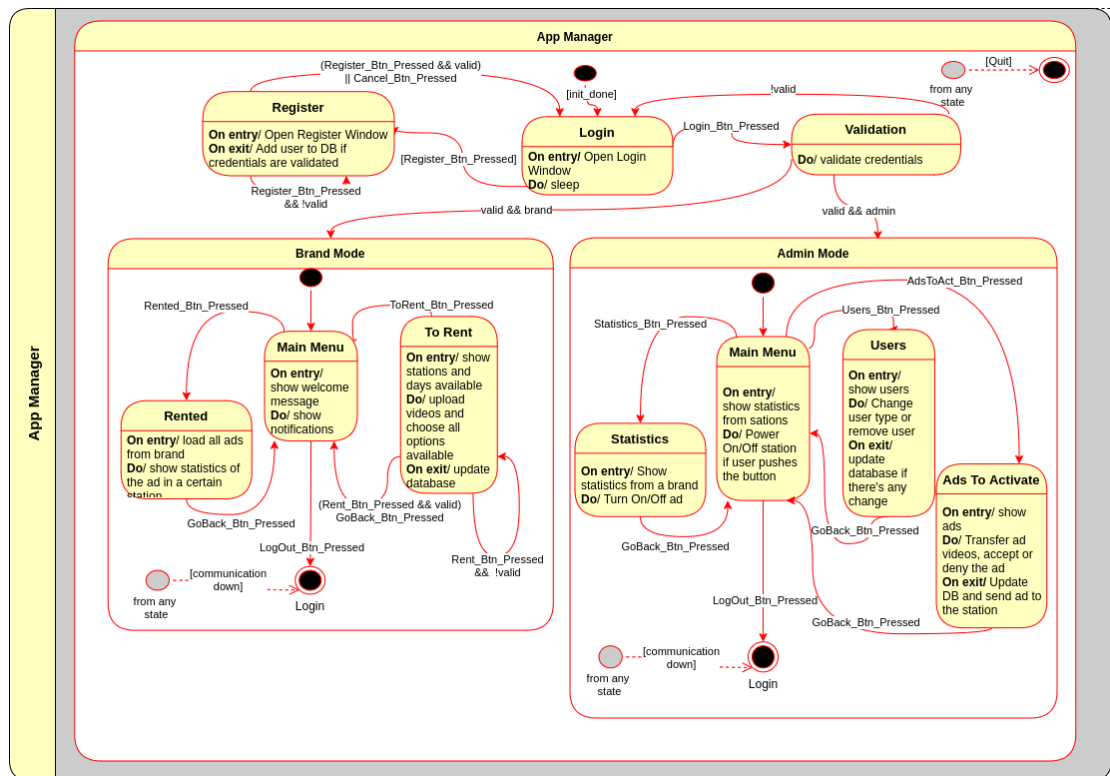 App Manager
App Manager
(Register_Btn_Pressed && valid)
|| Cancel_Btn_Pressed
[init_done]
[Quit]
from any
state
!valid
Register
On entry/ Open Register Window
On exit/ Add user to DB if
credentials are validated
[Register_Btn_Pressed]
Register_Btn_Pressed
&& !valid
Login
On entry/ Open Login
Window
Do/ sleep
Login_Btn_Pressed
Validation
Do/ validate credentials
valid && brand
valid && admin
Brand Mode
Rented_Btn_Pressed
ToRent_Btn_Pressed
Main Menu
On entry/
show welcome
message
Do/ show
notifications
To Rent
On entry/ show
stations and
days available
Do/ upload
videos and
choose all
options
available
On exit/ update
database
Rented
On entry/ load all ads
from brand
Do/ show statistics of
the ad in a certain
station
GoBack_Btn_Pressed
(Rent_Btn_Pressed && valid)
GoBack_Btn_Pressed
LogOut_Btn_Pressed
Rent_Btn_Pressed
&& !valid
[communication
down]
from any
state
Login
Admin Mode
AdsToAct_Btn_Pressed
Users_Btn_Pressed
Statistics_Btn_Pressed
Main Menu
On entry/
show statistics
from sations
Do/ Power
On/Off station
if user pushes
the button
Users
On entry/
show users
Do/ Change
user type or
remove user
On exit/
update
database if
there's any
change
Statistics
On entry/ Show
statistics from a brand
Do/ Turn On/Off ad
Ads To Activate
On entry/ show
ads
Do/ Transfer ad
videos, accept or
deny the ad
On exit/ Update
DB and send ad to
the station
GoBack_Btn_Pressed
GoBack_Btn_Pressed
LogOut_Btn_Pressed
GoBack_Btn_Pressed
[communication
down]
from any
state
Login